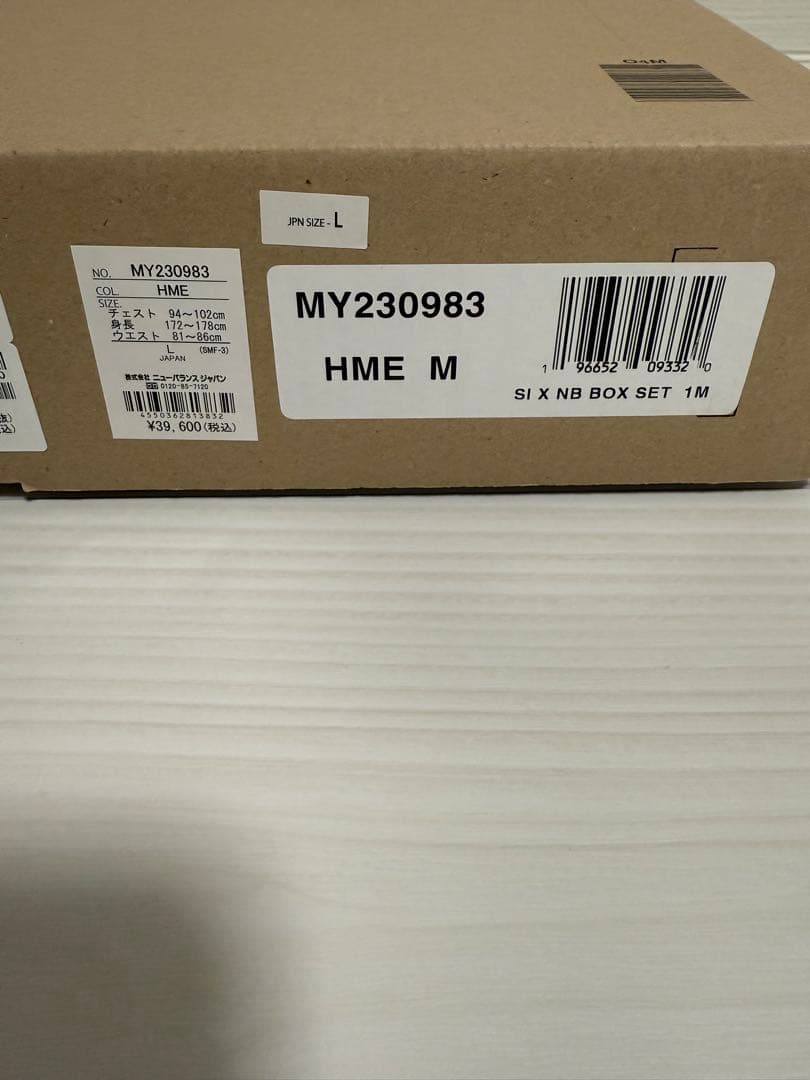 04M
JPN SIZE - L
NO. MY230983
COL. HME
SIZE.
チェスト 94〜102cm
身長 172〜178cm
ウエスト 81〜86cm
L (SMF-3)
JAPAN
株式会社 ニューバランス ジャパン
0120-85-7120
4550362813832
¥39,600(税込)
MY230983
HME M
1 96652 09332 0
SI X NB BOX SET 1M
込)